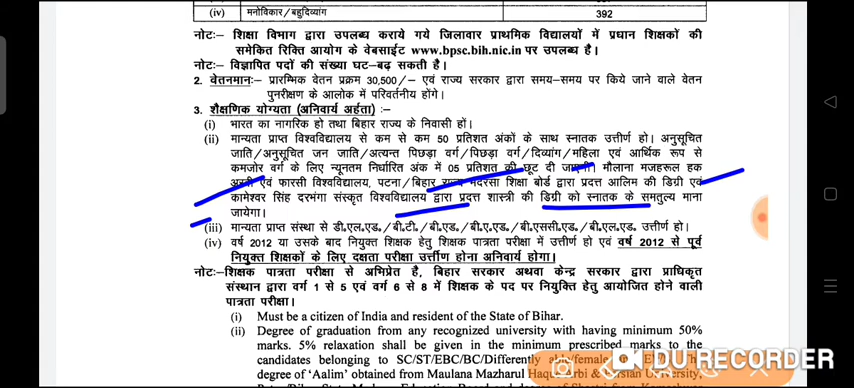 (iv) मनोविकार/बहुदिव्यांग 392
नोटः– शिक्षा विभाग द्वारा उपलब्ध कराये गये जिलावार प्राथमिक विद्यालयों में प्रधान शिक्षकों की
समेकित रिक्ति आयोग के वेबसाईट www.bpsc.bih.nic.in पर उपलब्ध है।
नोटः– विज्ञापित पदों की संख्या घट–बढ़ सकती है।
2. वेतनमानः– प्रारम्भिक वेतन प्रक्रम 30,500/– एवं राज्य सरकार द्वारा समय–समय पर किये जाने वाले वेतन
पुनरीक्षण के आलोक में परिवर्तनीय होंगे।
3. शैक्षणिक योग्यता (अनिवार्य अर्हता) :–
(i) भारत का नागरिक हो तथा बिहार राज्य के निवासी हों।
(ii) मान्यता प्राप्त विश्वविद्यालय से कम से कम 50 प्रतिशत अंकों के साथ स्नातक उत्तीर्ण हो। अनुसूचित
जाति/अनुसूचित जन जाति/अत्यन्त पिछड़ा वर्ग/पिछड़ा वर्ग/दिव्यांग/महिला एवं आर्थिक रूप से
कमजोर वर्ग के लिए न्यूनतम निर्धारित अंक में 05 प्रतिशत की छूट दी जाएगी। मौलाना मजहरूल हक
अरबी एवं फारसी विश्वविद्यालय, पटना/बिहार राज्य मदरसा शिक्षा बोर्ड द्वारा प्रदत्त आलिम की डिग्री एवं
कामेश्वर सिंह दरभंगा संस्कृत विश्वविद्यालय द्वारा प्रदत्त शास्त्री की डिग्री को स्नातक के समतुल्य माना
जायेगा।
(iii) मान्यता प्राप्त संस्था से डी०एल०एड०/बी०टी०/बी०एड०/बी०ए०एड०/बी०एससी०एड०/बी०एल०एड० उत्तीर्ण हो।
(iv) वर्ष 2012 या उसके बाद नियुक्त शिक्षक हेतु शिक्षक पात्रता परीक्षा में उत्तीर्ण हो एवं वर्ष 2012 से पूर्व
नियुक्त शिक्षकों के लिए दक्षता परीक्षा उर्त्तीण होना अनिवार्य होगा।
नोटः–शिक्षक पात्रता परीक्षा से अभिप्रेत है, बिहार सरकार अथवा केन्द्र सरकार द्वारा प्राधिकृत
संस्थान द्वारा वर्ग 1 से 5 एवं वर्ग 6 से 8 में शिक्षक के पद पर नियुक्ति हेतु आयोजित होने वाली
पात्रता परीक्षा।
(i) Must be a citizen of India and resident of the State of Bihar.
(ii) Degree of graduation from any recognized university with having minimum 50%
marks. 5% relaxation shall be given in the minimum prescribed marks to the
candidates belonging to SC/ST/EBC/BC/Differently
degree of 'Aalim' obtained from Maulana Mazharul
DU RECORDER